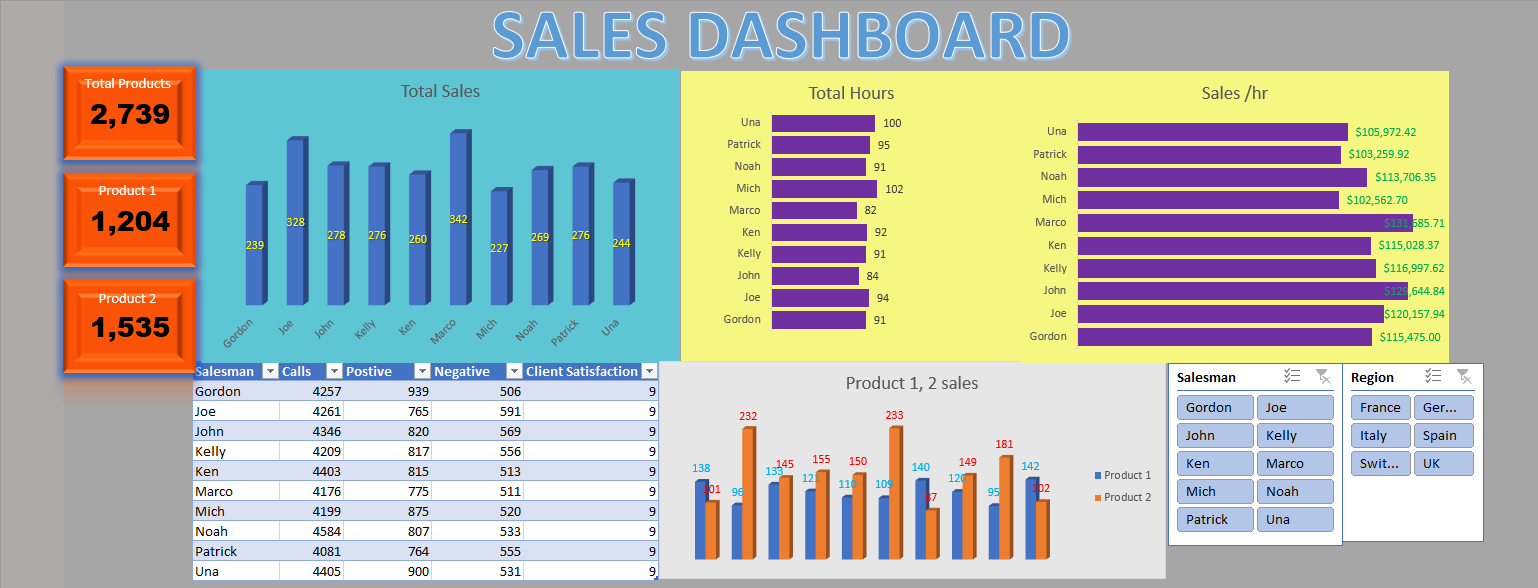 SALES DASHBOARD
Total Products
2,739
Product 1
1,204
Product 2
1,535
Total Sales
239
328
278
276
260
342
227
269
276
244
Gordon
Joe
John
Kelly
Ken
Marco
Mich
Noah
Patrick
Una
Total Hours
Una 100
Patrick 95
Noah 91
Mich 102
Marco 82
Ken 92
Kelly 91
John 84
Joe 94
Gordon 91
Sales /hr
Una $105,972.42
Patrick $103,259.92
Noah $113,706.35
Mich $102,562.70
Marco $131,685.71
Ken $115,028.37
Kelly $116,997.62
John $129,644.84
Joe $120,157.94
Gordon $115,475.00
Salesman Calls Postive Negative Client Satisfaction
Gordon 4257 939 506 9
Joe 4261 765 591 9
John 4346 820 569 9
Kelly 4209 817 556 9
Ken 4403 815 513 9
Marco 4176 775 511 9
Mich 4199 875 520 9
Noah 4584 807 533 9
Patrick 4081 764 555 9
Una 4405 900 531 9
Product 1, 2 sales
138 101
96 232
133 145
121 155
110 150
109 233
140 87
120 149
95 181
142 102
Product 1
Product 2
Salesman
Gordon Joe
John Kelly
Ken Marco
Mich Noah
Patrick Una
Region
France Ger...
Italy Spain
Swit... UK